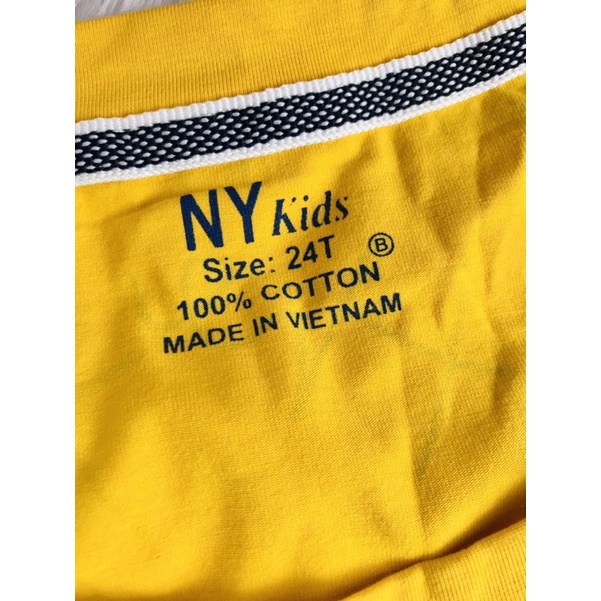 NY Kids
Size: 24T
100% COTTON Ⓑ
MADE IN VIETNAM